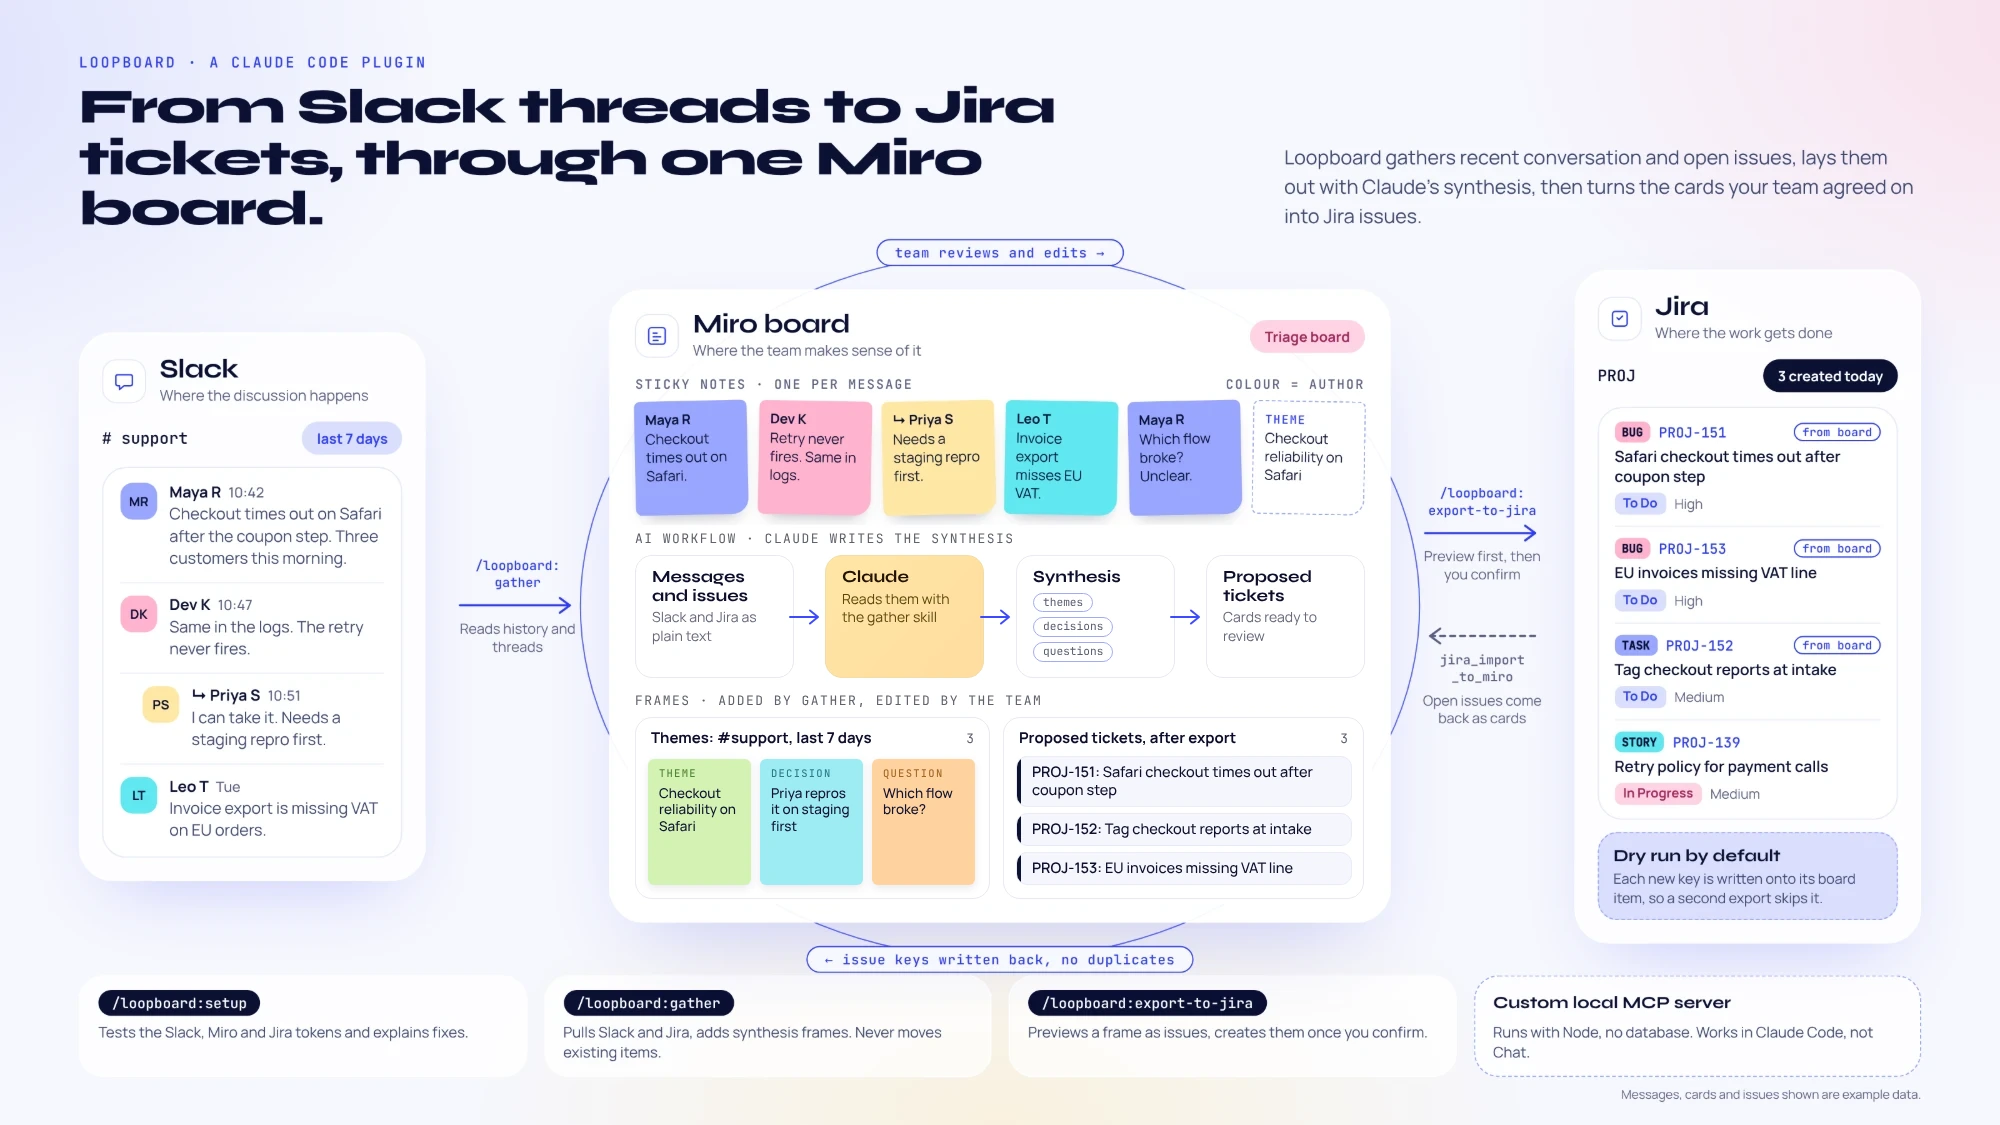 LOOPBOARD · A CLAUDE CODE PLUGIN
From Slack threads to Jira
tickets, through one Miro
board.
Loopboard gathers recent conversation and open issues, lays them
out with Claude's synthesis, then turns the cards your team agreed on
into Jira issues.
team reviews and edits →
Slack
Where the discussion happens
# support
last 7 days
MR
Maya R 10:42
Checkout times out on Safari
after the coupon step. Three
customers this morning.
DK
Dev K 10:47
Same in the logs. The retry
never fires.
PS
↳ Priya S 10:51
I can take it. Needs a
staging repro first.
LT
Leo T Tue
Invoice export is missing VAT
on EU orders.
/loopboard:
gather
Reads history and
threads
Miro board
Where the team makes sense of it
Triage board
STICKY NOTES · ONE PER MESSAGE
COLOUR = AUTHOR
Maya R
Checkout
times out on
Safari.
Dev K
Retry never
fires. Same in
logs.
↳ Priya S
Needs a
staging repro
first.
Leo T
Invoice
export
misses EU
VAT.
Maya R
Which flow
broke?
Unclear.
THEME
Checkout
reliability on
Safari
AI WORKFLOW · CLAUDE WRITES THE SYNTHESIS
Messages
and issues
Slack and Jira as
plain text
Claude
Reads them with
the gather skill
Synthesis
themes
decisions
questions
Proposed
tickets
Cards ready to
review
FRAMES · ADDED BY GATHER, EDITED BY THE TEAM
Themes: #support, last 7 days 3
THEME
Checkout
reliability on
Safari
DECISION
Priya repros
it on staging
first
QUESTION
Which flow
broke?
Proposed tickets, after export 3
PROJ-151: Safari checkout times out after
coupon step
PROJ-152: Tag checkout reports at intake
PROJ-153: EU invoices missing VAT line
← issue keys written back, no duplicates
/loopboard:
export-to-jira
Preview first, then
you confirm
jira_import
_to_miro
Open issues come
back as cards
Jira
Where the work gets done
PROJ
3 created today
BUG PROJ-151 from board
Safari checkout times out after
coupon step
To Do High
BUG PROJ-153 from board
EU invoices missing VAT line
To Do High
TASK PROJ-152 from board
Tag checkout reports at intake
To Do Medium
STORY PROJ-139
Retry policy for payment calls
In Progress Medium
Dry run by default
Each new key is written onto its board
item, so a second export skips it.
/loopboard:setup
Tests the Slack, Miro and Jira tokens and explains fixes.
/loopboard:gather
Pulls Slack and Jira, adds synthesis frames. Never moves
existing items.
/loopboard:export-to-jira
Previews a frame as issues, creates them once you confirm.
Custom local MCP server
Runs with Node, no database. Works in Claude Code, not
Chat.
Messages, cards and issues shown are example data.